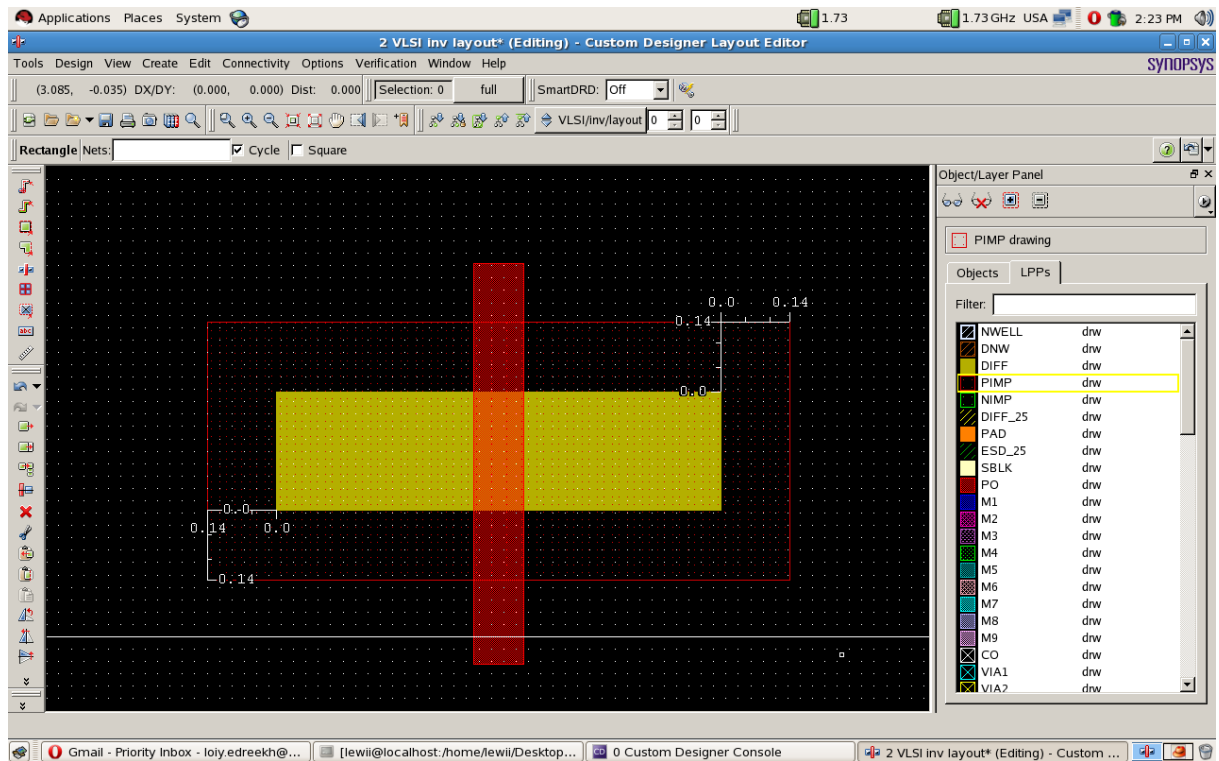 Applications Places System 1.73 1.73 GHz USA 2:23 PM
2 VLSI inv layout* (Editing) - Custom Designer Layout Editor
Tools Design View Create Edit Connectivity Options Verification Window Help SYNOPSYS
(3.085, -0.035) DX/DY: (0.000, 0.000) Dist: 0.000 Selection: 0 full SmartDRD: Off
VLSI/inv/layout 0 0
Rectangle Nets: Cycle Square
Object/Layer Panel
PIMP drawing
Objects LPPs
Filter:
NWELL drw
DNW drw
DIFF drw
PIMP drw
NIMP drw
DIFF_25 drw
PAD drw
ESD_25 drw
SBLK drw
PO drw
M1 drw
M2 drw
M3 drw
M4 drw
M5 drw
M6 drw
M7 drw
M8 drw
M9 drw
CO drw
VIA1 drw
VIA2 drw
abc
0.0 0.14
0.14
0.0
0.0
0.14 0.0
0.14
Gmail - Priority Inbox - loiy.edreekh@... [lewii@localhost:/home/lewii/Desktop... 0 Custom Designer Console 2 VLSI inv layout* (Editing) - Custom ...